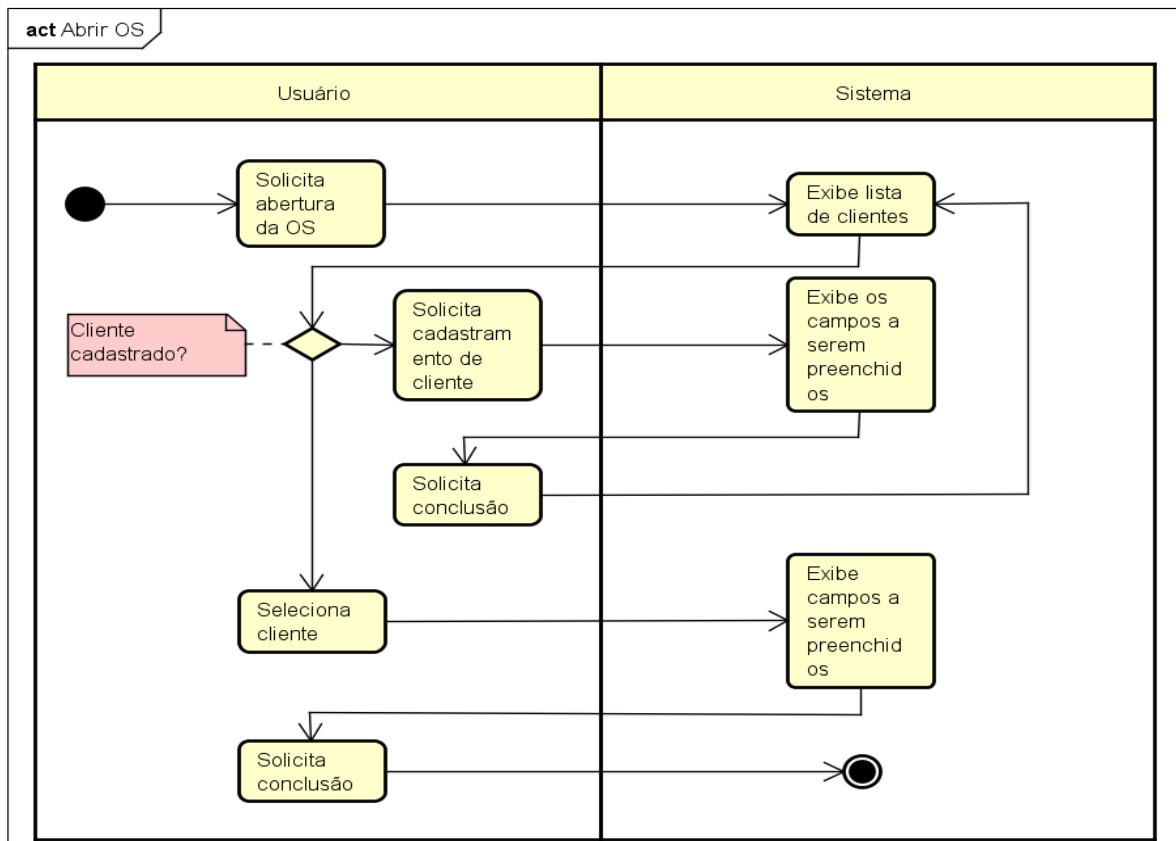 act Abrir OS
Usuário
Sistema
Solicita
abertura
da OS
Exibe lista
de clientes
Cliente
cadastrado?
Solicita
cadastram
ento de
cliente
Exibe os
campos a
serem
preenchid
os
Solicita
conclusão
Seleciona
cliente
Exibe
campos a
serem
preenchid
os
Solicita
conclusão